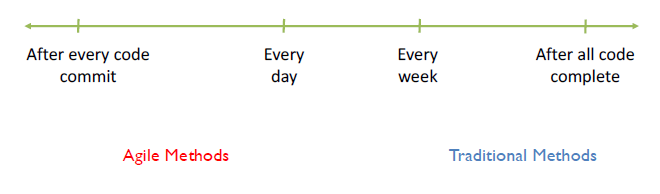 After every code
commit
Every
day
Every
week
After all code
complete
Agile Methods
Traditional Methods